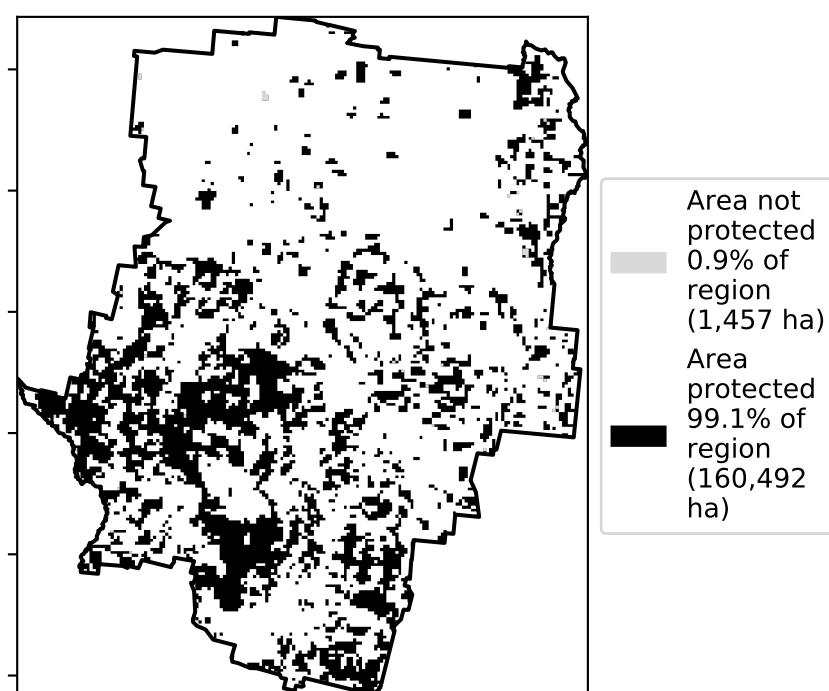 Area not
protected
0.9% of
region
(1,457 ha)
Area
protected
99.1% of
region
(160,492
ha)